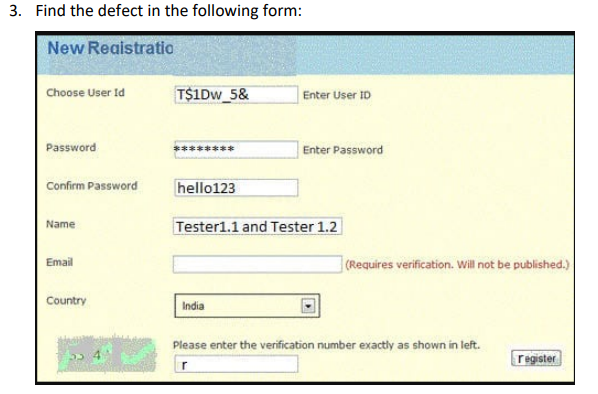 3. Find the defect in the following form:
New Registratio
Choose User Id T$1Dw_5& Enter User ID
Password ******** Enter Password
Confirm Password hello123
Name Tester1.1 and Tester 1.2
Email (Requires verification. Will not be published.)
Country India
Please enter the verification number exactly as shown in left.
r register